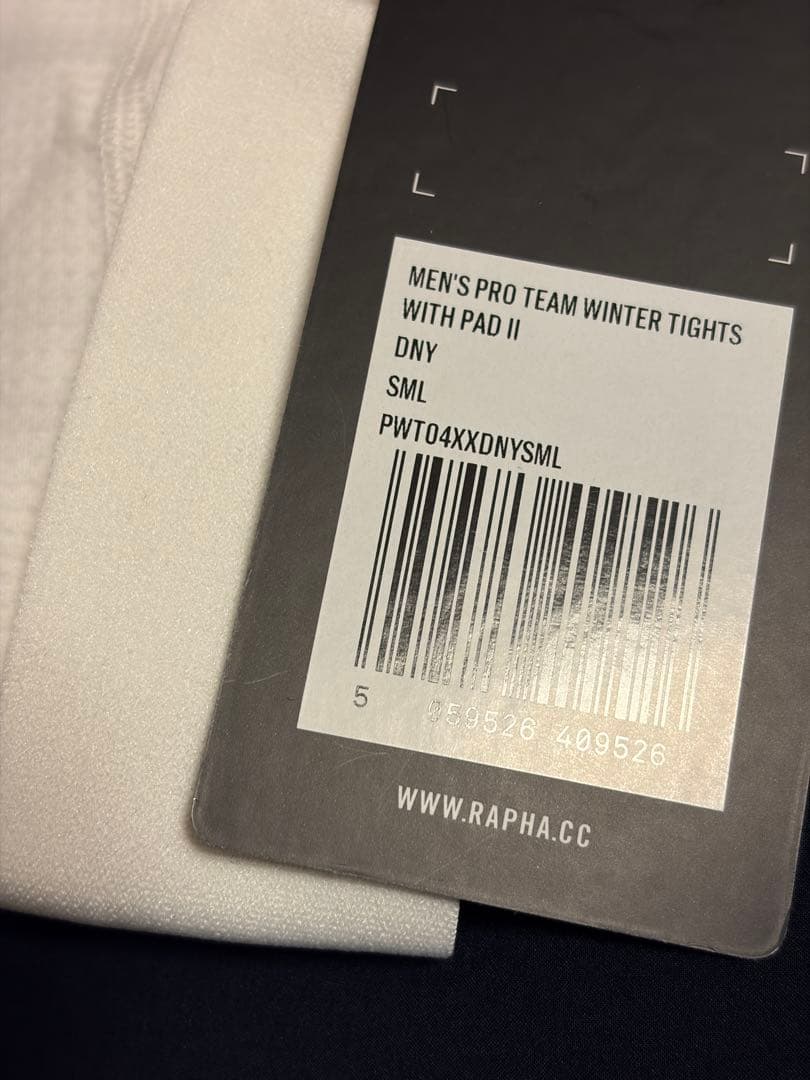 MEN'S PRO TEAM WINTER TIGHTS
WITH PAD II
DNY
SML
PWT04XXDNYSML
5 059526 409526
WWW.RAPHA.CC